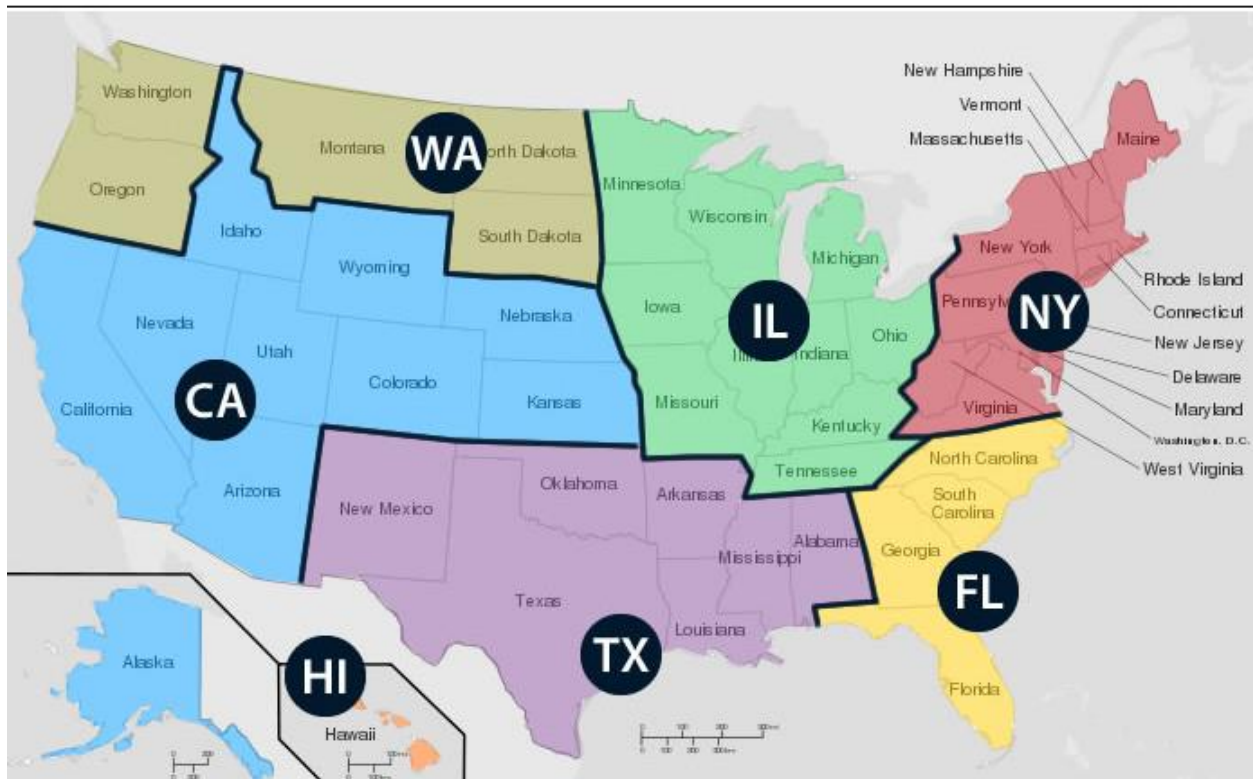 New Hampshire
Vermont
Massachusetts
Washington
Montana
WA
orth Dakota
Maine
Oregon
Minnesota
Idaho
South Dakota
Wisconsin
New York
Michigan
Wyoming
Rhode Island
Iowa
Pennsylv
NY
Connecticut
Nevada
Nebraska
IL
Ohio
New Jersey
Utah
Indiana
Colorado
Delaware
California
CA
Kansas
Missouri
Virginia
Maryland
Kentucky
Washington, D.C.
North Carolina
West Virginia
Tennessee
Arizona
Oklahoma
Arkansas
South
Carolina
New Mexico
Alabama
Georgia
Mississippi
FL
Texas
Louisiana
TX
Alaska
HI
Florida
Hawaii